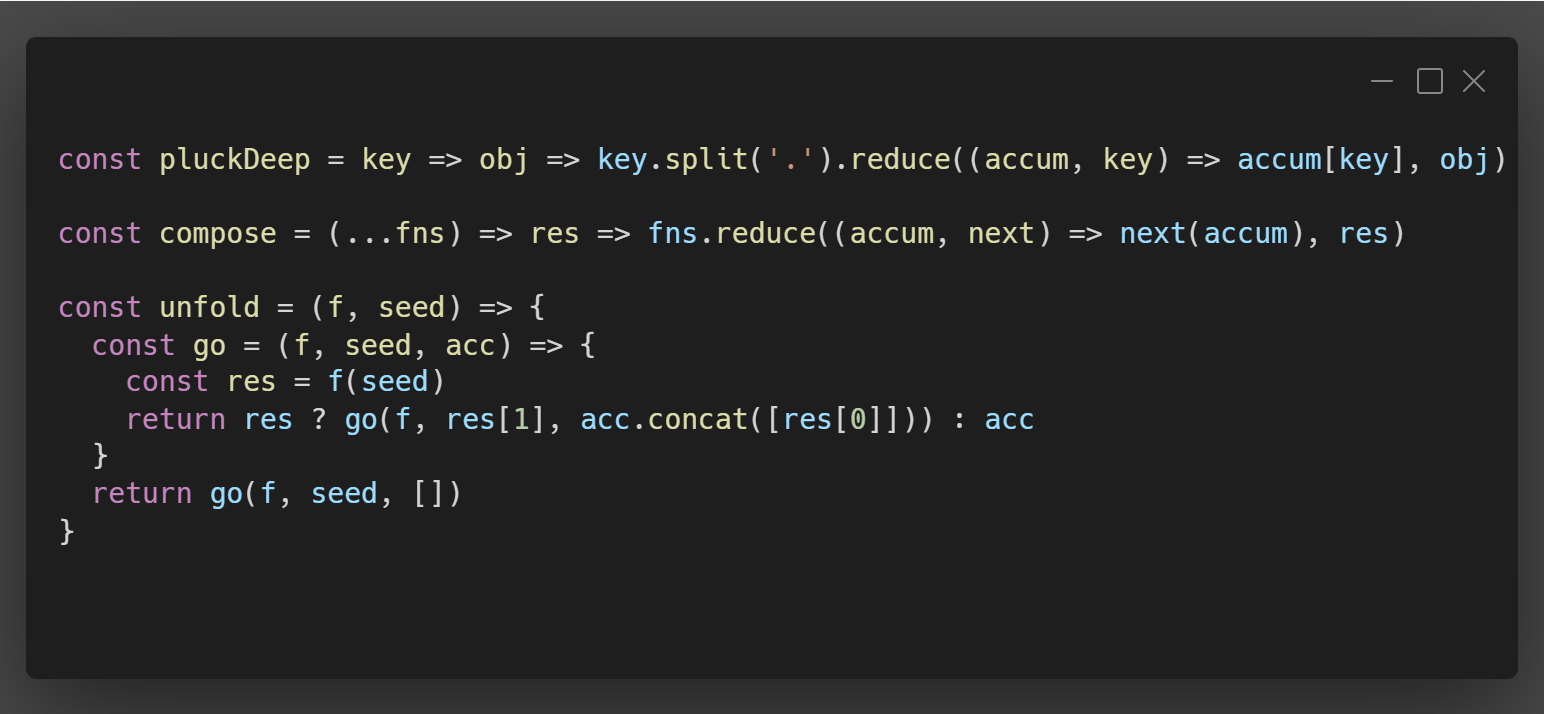 const pluckDeep = key => obj => key.split('.').reduce((accum, key) => accum[key], obj)
const compose = (...fns) => res => fns.reduce((accum, next) => next(accum), res)
const unfold = (f, seed) => {
  const go = (f, seed, acc) => {
    const res = f(seed)
    return res ? go(f, res[1], acc.concat([res[0]])) : acc
  }
  return go(f, seed, [])
}